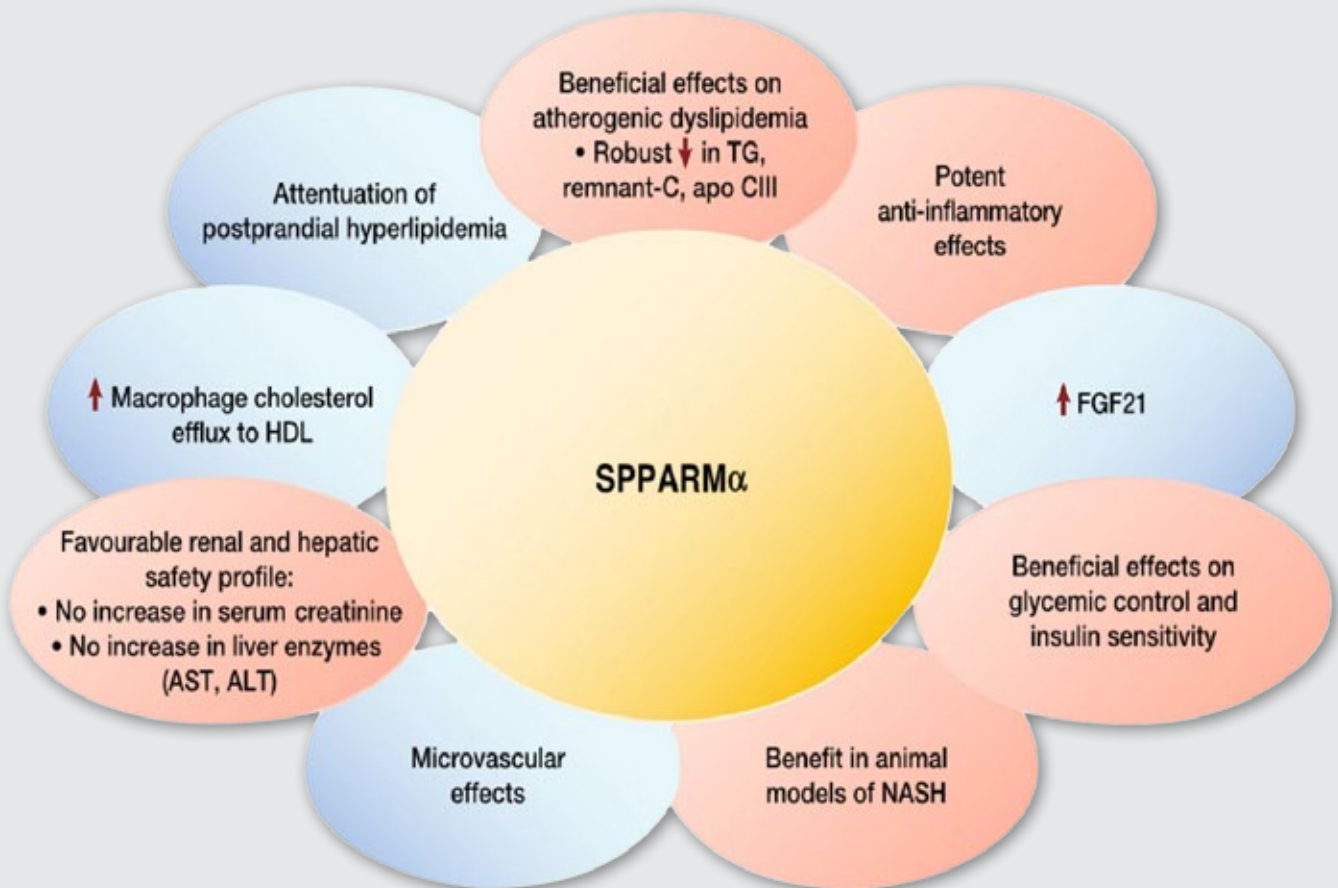 Beneficial effects on
atherogenic dyslipidemia
• Robust ↓ in TG,
remnant-C, apo CIII
Potent
anti-inflammatory
effects
↑ FGF21
Beneficial effects on
glycemic control and
insulin sensitivity
Benefit in animal
models of NASH
Microvascular
effects
Favourable renal and hepatic
safety profile:
• No increase in serum creatinine
• No increase in liver enzymes
(AST, ALT)
↑ Macrophage cholesterol
efflux to HDL
Attentuation of
postprandial hyperlipidemia
SPPARMα